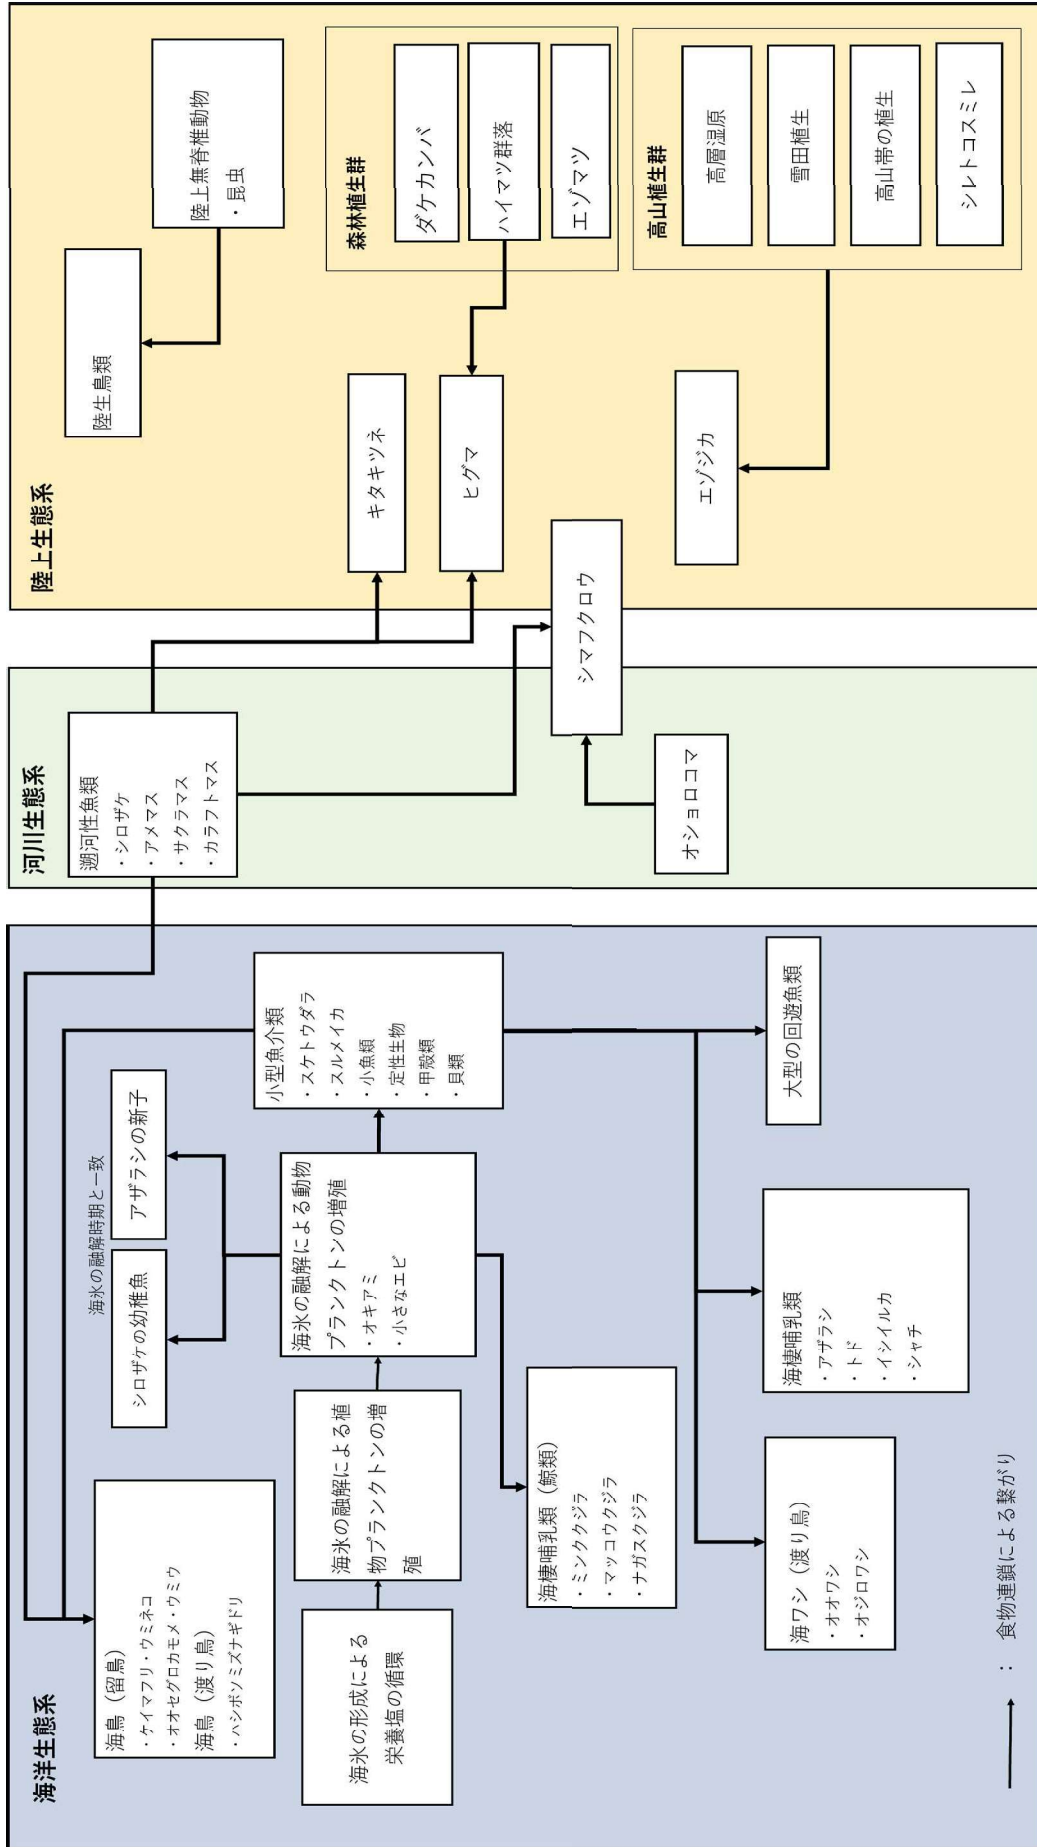 海洋生態系
海鳥（留鳥）
・ケイマフリ・ウミネコ
・オオセグロカモメ・ウミウ
海鳥（渡り鳥）
・ハシボソミズナギドリ
海氷の形成による
栄養塩の循環
海氷の融解による植
物プランクトンの増
殖
海氷の融解時期と一致
シロザケの幼稚魚
アザラシの新子
海氷の融解による動物
プランクトンの増殖
・オキアミ
・小さなエビ
小型魚介類
・スケトウダラ
・スルメイカ
・小魚類
・定性生物
・甲殻類
・貝類
海棲哺乳類（鯨類）
・ミンククジラ
・マッコウクジラ
・ナガスクジラ
海ワシ（渡り鳥）
・オオワシ
・オジロワシ
海棲哺乳類
・アザラシ
・トド
・イシイルカ
・シャチ
大型の回遊魚類
： 食物連鎖による繋がり
河川生態系
遡河性魚類
・シロザケ
・アメマス
・サクラマス
・カラフトマス
オショロコマ
シマフクロウ
陸上生態系
陸生鳥類
陸上無脊椎動物
・昆虫
キタキツネ
ヒグマ
エゾジカ
森林植生群
ダケカンバ
ハイマツ群落
エゾマツ
高山植生群
高層湿原
雪田植生
高山帯の植生
シレトコスミレ